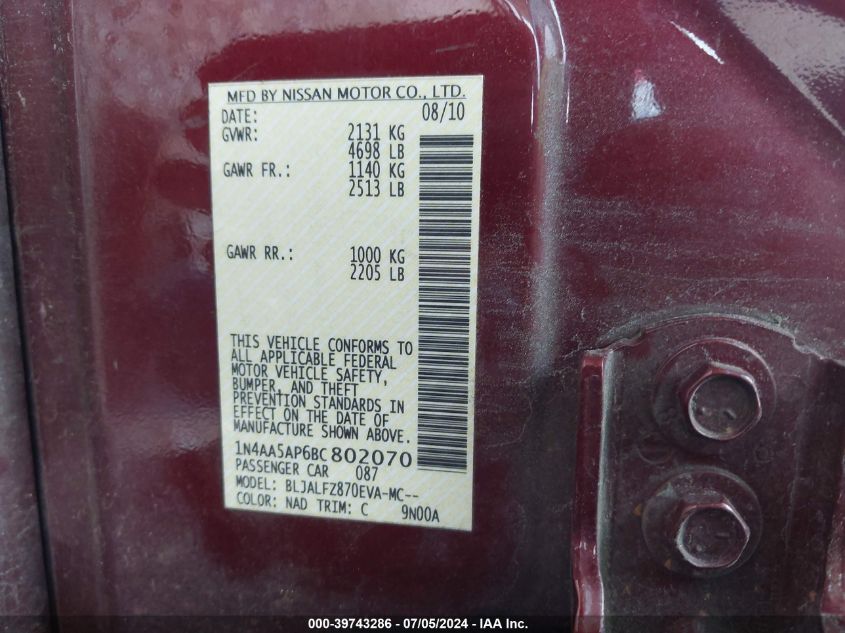 MFD BY NISSAN MOTOR CO., LTD.
DATE: 08/10
GVWR: 2131 KG
4698 LB
GAWR FR.: 1140 KG
2513 LB
GAWR RR.: 1000 KG
2205 LB
THIS VEHICLE CONFORMS TO
ALL APPLICABLE FEDERAL
MOTOR VEHICLE SAFETY,
BUMPER, AND THEFT
PREVENTION STANDARDS IN
EFFECT ON THE DATE OF
MANUFACTURE SHOWN ABOVE.
1N4AA5AP6BC802070
PASSENGER CAR 087
MODEL: BLJALFZ870EVA-MC--
COLOR: NAD TRIM: C 9N00A
000-39743286 - 07/05/2024 - IAA Inc.